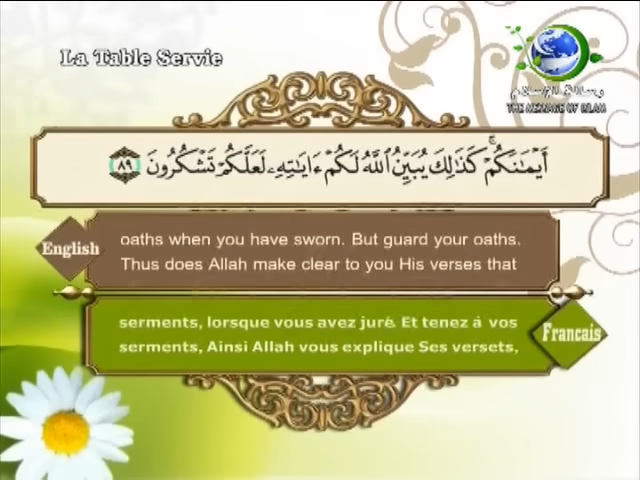 La Table Servie
رسالة الإسلام
THE MESSAGE OF ISLAM
أَيْمَٰنَكُمْ ۚ كَذَٰلِكَ يُبَيِّنُ ٱللَّهُ لَكُمْ ءَايَٰتِهِۦ لَعَلَّكُمْ تَشْكُرُونَ ٨٩
English
oaths when you have sworn. But guard your oaths.
Thus does Allah make clear to you His verses that
serments, lorsque vous avez juré. Et tenez á vos
serments, Ainsi Allah vous explique Ses versets,
Francais